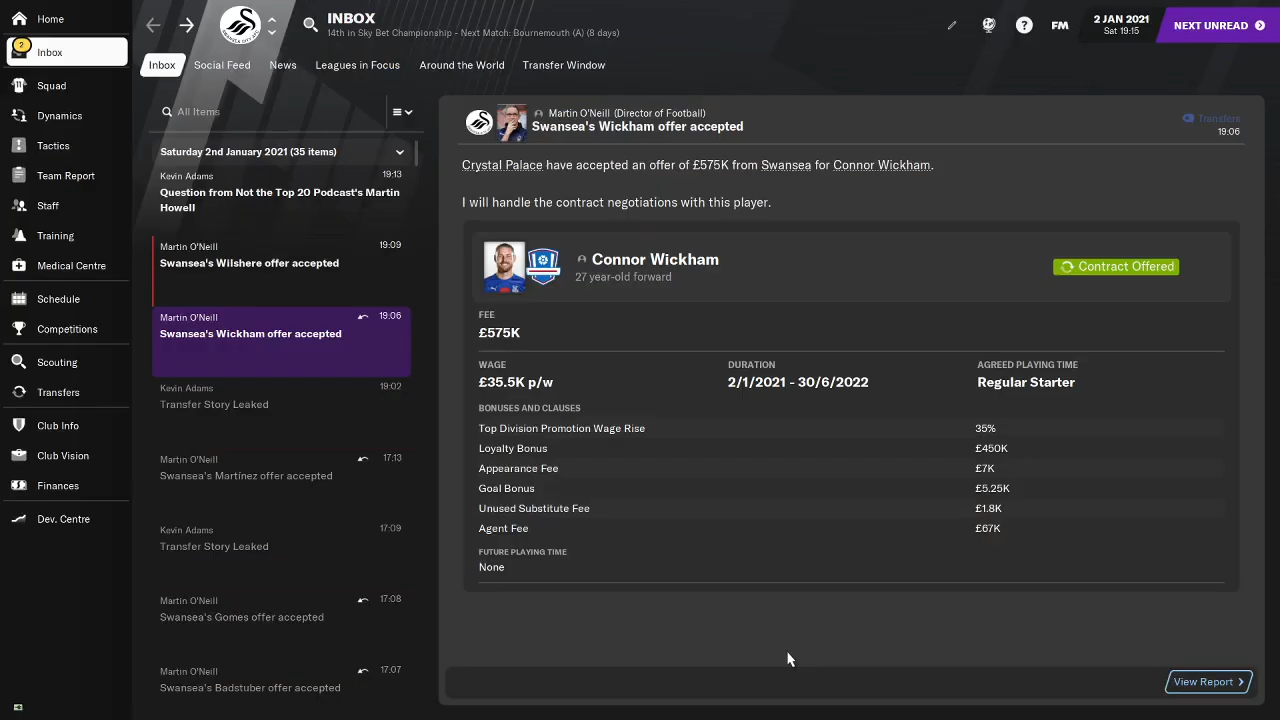 Home
2
Inbox
Squad
Dynamics
Tactics
Team Report
Staff
Training
Medical Centre
Schedule
Competitions
Scouting
Transfers
Club Info
Club Vision
Finances
Dev. Centre
INBOX
14th in Sky Bet Championship - Next Match: Bournemouth (A) (8 days)
FM
2 JAN 2021
Sat 19:15
NEXT UNREAD
Inbox
Social Feed
News
Leagues in Focus
Around the World
Transfer Window
All Items
Saturday 2nd January 2021 (35 items)
Kevin Adams 19:13
Question from Not the Top 20 Podcast's Martin
Howell
Martin O'Neill 19:09
Swansea's Wilshere offer accepted
Martin O'Neill 19:06
Swansea's Wickham offer accepted
Kevin Adams 19:02
Transfer Story Leaked
Martin O'Neill 17:13
Swansea's Martínez offer accepted
Kevin Adams 17:09
Transfer Story Leaked
Martin O'Neill 17:08
Swansea's Gomes offer accepted
Martin O'Neill 17:07
Swansea's Badstuber offer accepted
Martin O'Neill (Director of Football)
Swansea's Wickham offer accepted
Transfers
19:06
Crystal Palace have accepted an offer of £575K from Swansea for Connor Wickham.
I will handle the contract negotiations with this player.
Connor Wickham
27 year-old forward
Contract Offered
FEE
£575K
WAGE DURATION AGREED PLAYING TIME
£35.5K p/w 2/1/2021 - 30/6/2022 Regular Starter
BONUSES AND CLAUSES
Top Division Promotion Wage Rise 35%
Loyalty Bonus £450K
Appearance Fee £7K
Goal Bonus £5.25K
Unused Substitute Fee £1.8K
Agent Fee £67K
FUTURE PLAYING TIME
None
View Report